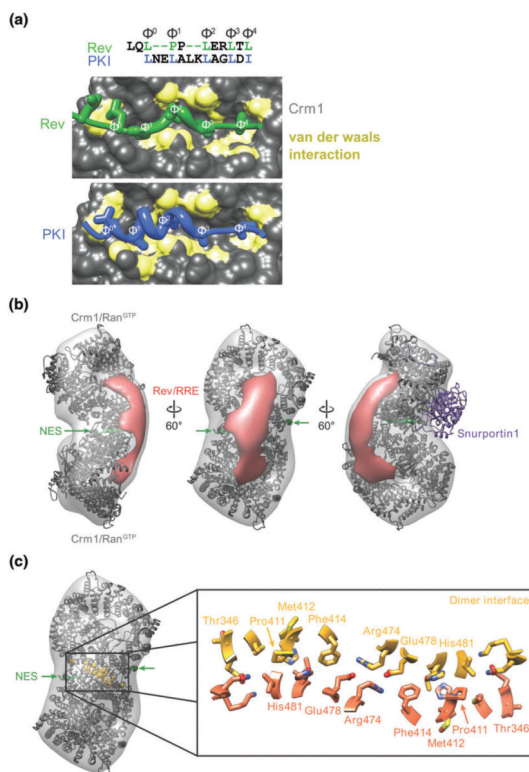 (a)
Φ⁰ Φ¹ Φ² Φ³ Φ⁴
Rev LQL--PP--LERLTL
PKI LNELALKLAGLDI
Rev
Crm1
van der waals
interaction
Φ⁰ Φ¹ Φ² Φ³ Φ⁴
PKI
Φ⁰ Φ¹ Φ² Φ³ Φ⁴
(b)
Crm1/Ranᴳᵀᴾ
Rev/RRE
NES
60°
60°
Snurportin1
Crm1/Ranᴳᵀᴾ
(c)
NES
Dimer interface
Met412
Thr346 Pro411 Phe414
Arg474
Glu478
His481
His481
Glu478
Arg474
Phe414
Met412
Pro411
Thr346